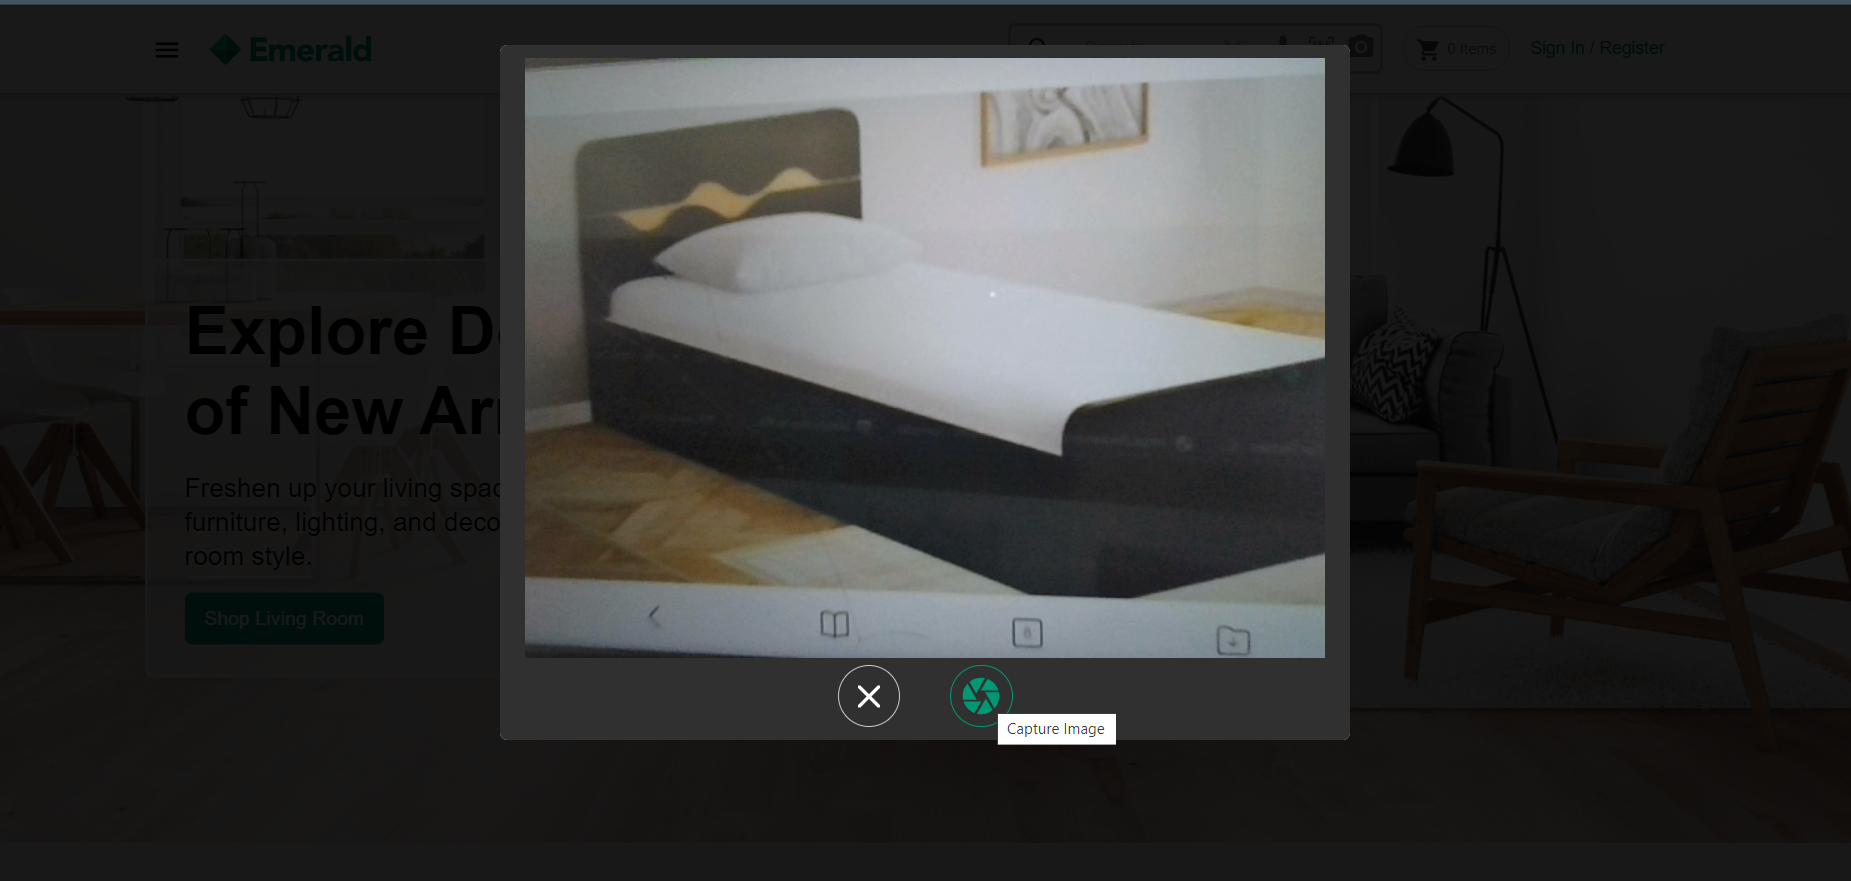 Emerald
0 Items
Sign In / Register
Explore D
of New Ar
Freshen up your living spac
furniture, lighting, and deco
room style.
Shop Living Room
8
Capture Image